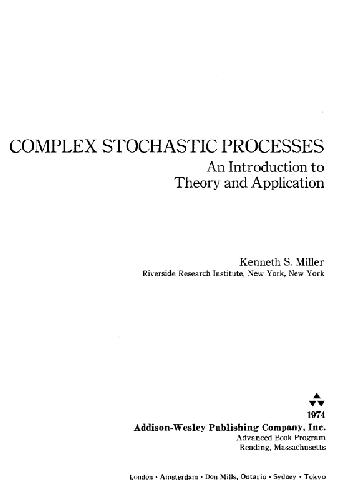 COMPLEX STOCHASTIC PROCESSES
An Introduction to
Theory and Application
Kenneth S. Miller
Riverside Research Institute, New York, New York
1974
Addison-Wesley Publishing Company, Inc.
Advanced Book Program
Reading, Massachusetts
London · Amsterdam · Don Mills, Ontario · Sydney · Tokyo